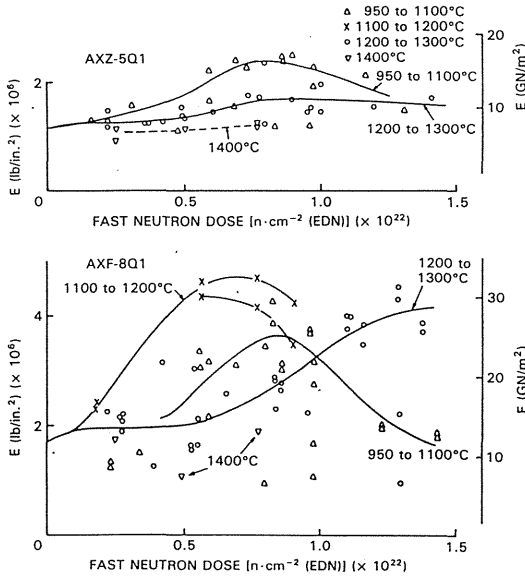 AXZ-5Q1
△ 950 to 1100°C
x 1100 to 1200°C
○ 1200 to 1300°C
▽ 1400°C
20
10
0
E (GN/m²)
2
0
E (lb/in.²) (× 10⁶)
950 to 1100°C
1200 to 1300°C
1400°C
0 0.5 1.0 1.5
FAST NEUTRON DOSE [n·cm⁻² (EDN)] (× 10²²)
AXF-8Q1
1100 to 1200°C
1200 to
1300°C
4
2
0
E (lb/in.²) (× 10⁶)
30
20
10
0
E (GN/m²)
1400°C
950 to 1100°C
0 0.5 1.0 1.5
FAST NEUTRON DOSE [n·cm⁻² (EDN)] (× 10²²)